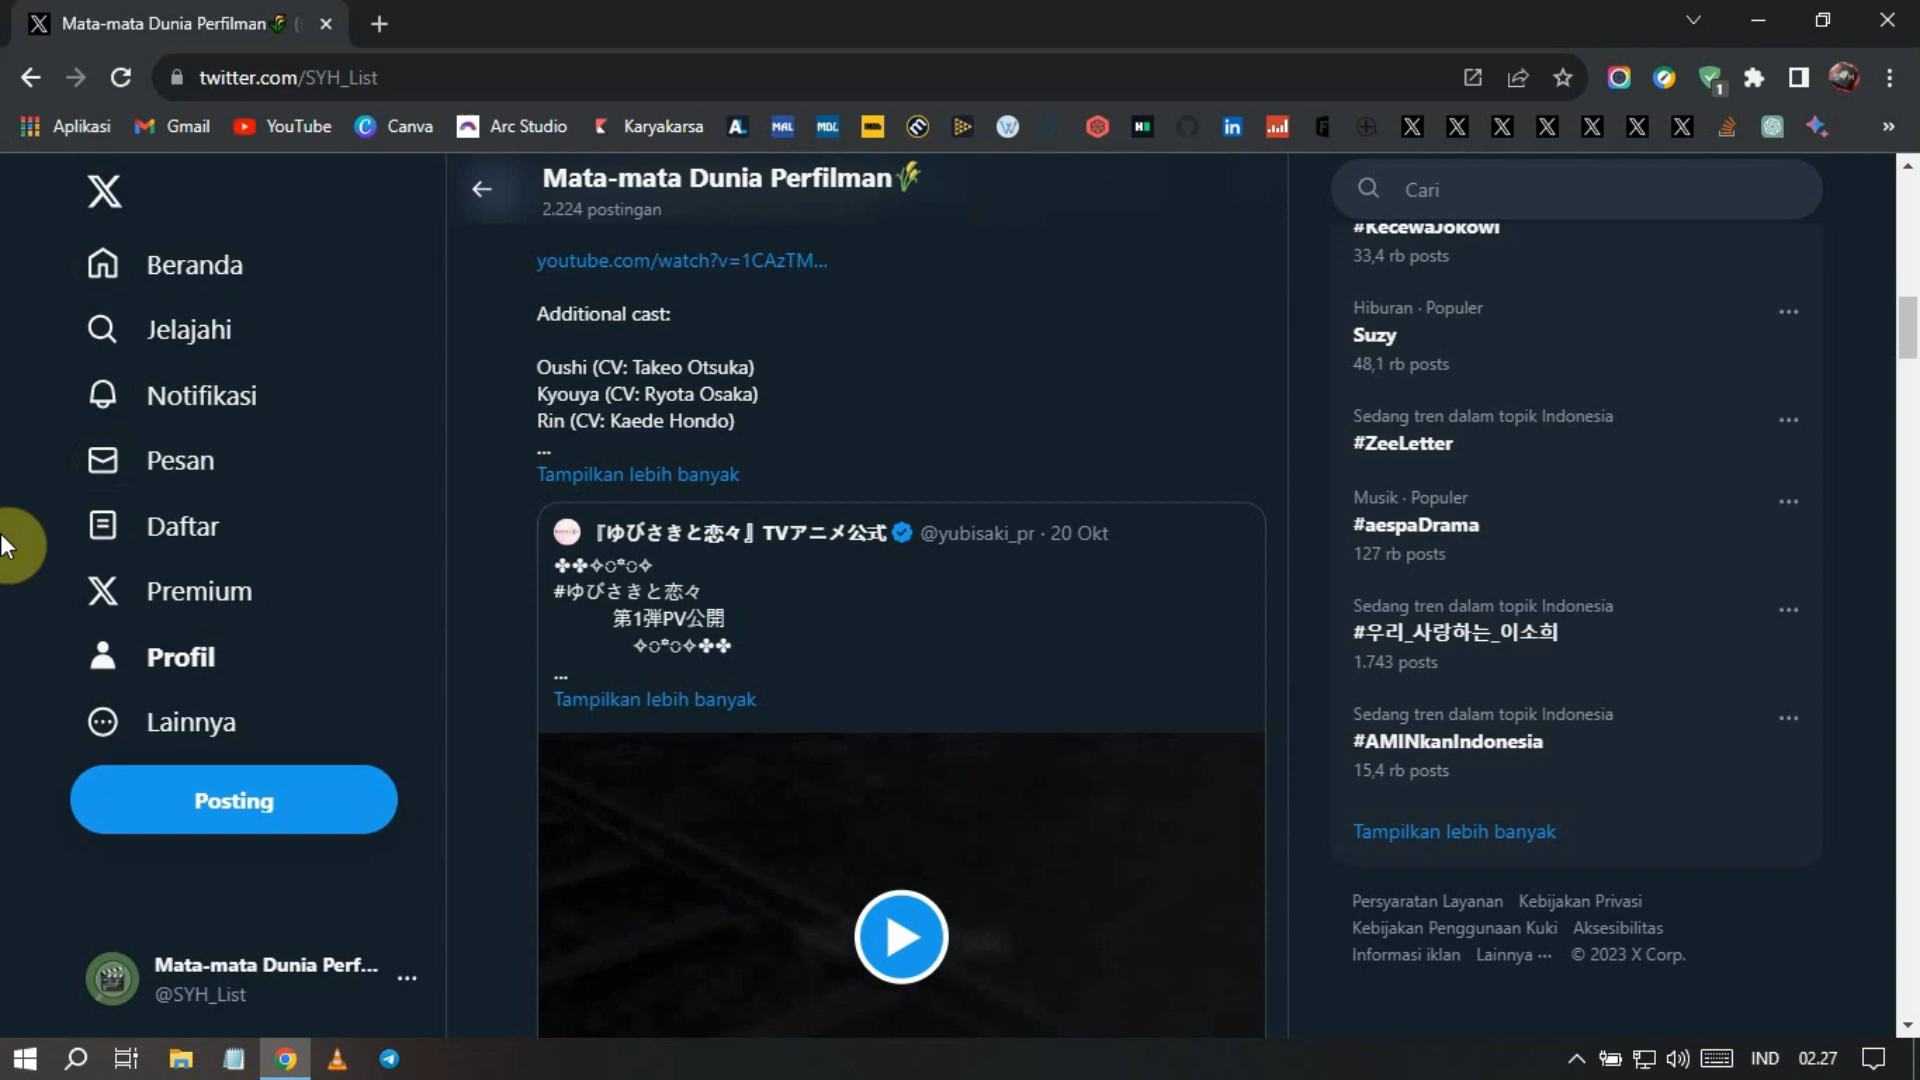 Mata-mata Dunia Perfilman🌾 (
twitter.com/SYH_List
1
Aplikasi
Gmail
YouTube
Canva
Arc Studio
Karyakarsa
MAL
MDL
in
X
Beranda
Jelajahi
Notifikasi
Pesan
Daftar
Premium
Profil
Lainnya
Posting
Mata-mata Dunia Perf...
@SYH_List
Mata-mata Dunia Perfilman🌾
2.224 postingan
youtube.com/watch?v=1CAzTM...
Additional cast:
Oushi (CV: Takeo Otsuka)
Kyouya (CV: Ryota Osaka)
Rin (CV: Kaede Hondo)
...
Tampilkan lebih banyak
『ゆびさきと恋々』TVアニメ公式 @yubisaki_pr · 20 Okt
✤✤✧◌*◌✧
#ゆびさきと恋々
第1弾PV公開
✧◌*◌✧✤✤
...
Tampilkan lebih banyak
Cari
#KecewaJokowi
33,4 rb posts
Hiburan · Populer
Suzy
48,1 rb posts
Sedang tren dalam topik Indonesia
#ZeeLetter
Musik · Populer
#aespaDrama
127 rb posts
Sedang tren dalam topik Indonesia
#우리_사랑하는_이소희
1.743 posts
Sedang tren dalam topik Indonesia
#AMINkanIndonesia
15,4 rb posts
Tampilkan lebih banyak
Persyaratan Layanan Kebijakan Privasi
Kebijakan Penggunaan Kuki Aksesibilitas
Informasi iklan Lainnya ··· © 2023 X Corp.
IND 02.27